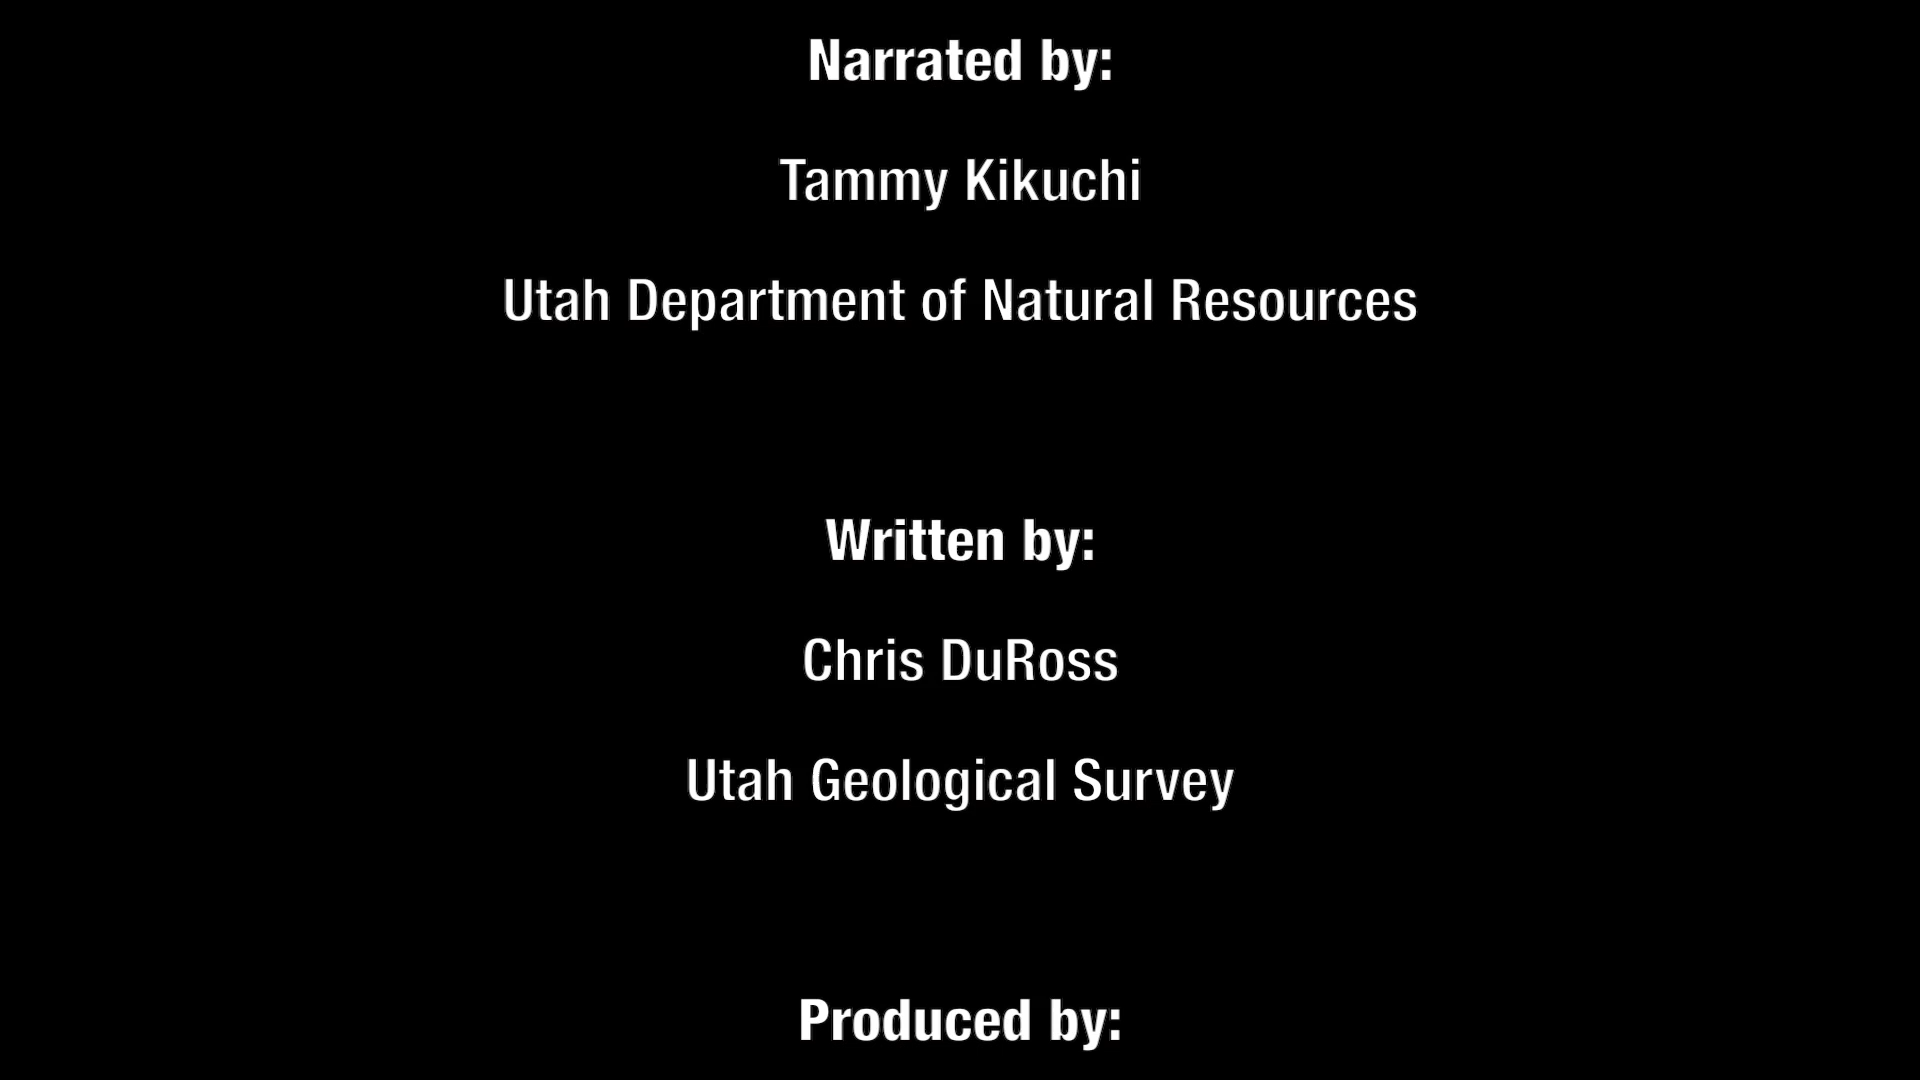 Narrated by:
Tammy Kikuchi
Utah Department of Natural Resources
Written by:
Chris DuRoss
Utah Geological Survey
Produced by: